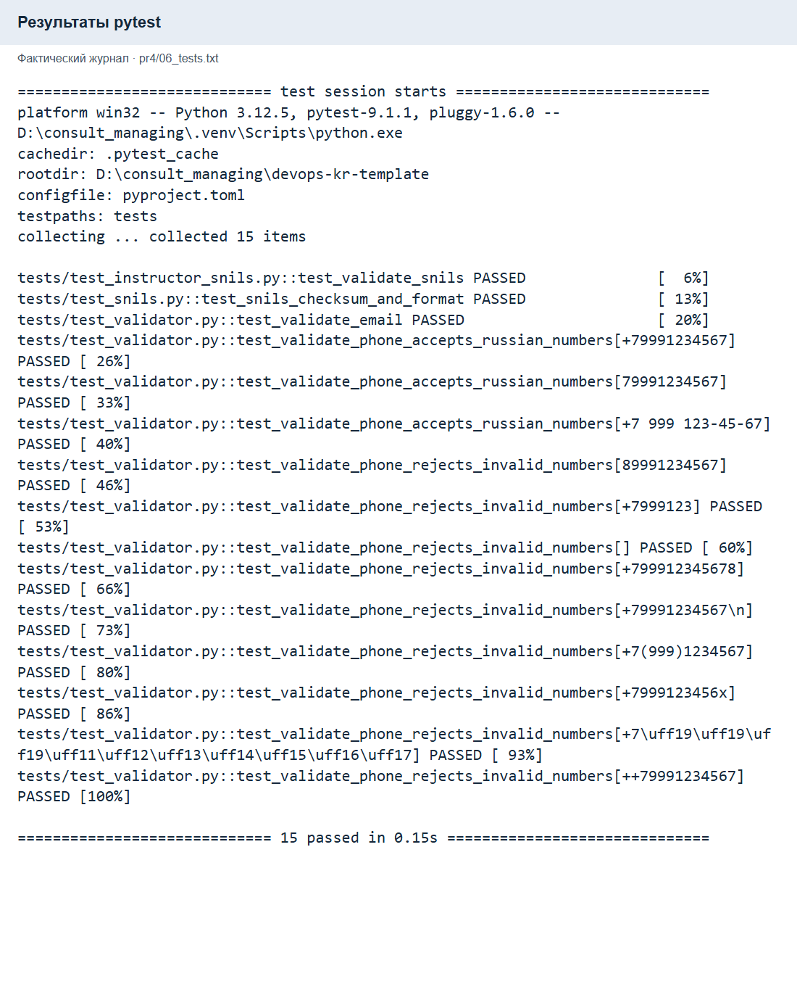 Результаты pytest
Фактический журнал · pr4/06_tests.txt
============================= test session starts =============================
platform win32 -- Python 3.12.5, pytest-9.1.1, pluggy-1.6.0 --
D:\consult_managing\.venv\Scripts\python.exe
cachedir: .pytest_cache
rootdir: D:\consult_managing\devops-kr-template
configfile: pyproject.toml
testpaths: tests
collecting ... collected 15 items
tests/test_instructor_snils.py::test_validate_snils PASSED               [  6%]
tests/test_snils.py::test_snils_checksum_and_format PASSED               [ 13%]
tests/test_validator.py::test_validate_email PASSED                      [ 20%]
tests/test_validator.py::test_validate_phone_accepts_russian_numbers[+79991234567]
PASSED [ 26%]
tests/test_validator.py::test_validate_phone_accepts_russian_numbers[79991234567]
PASSED [ 33%]
tests/test_validator.py::test_validate_phone_accepts_russian_numbers[+7 999 123-45-67]
PASSED [ 40%]
tests/test_validator.py::test_validate_phone_rejects_invalid_numbers[89991234567]
PASSED [ 46%]
tests/test_validator.py::test_validate_phone_rejects_invalid_numbers[+7999123] PASSED
[ 53%]
tests/test_validator.py::test_validate_phone_rejects_invalid_numbers[] PASSED [ 60%]
tests/test_validator.py::test_validate_phone_rejects_invalid_numbers[+799912345678]
PASSED [ 66%]
tests/test_validator.py::test_validate_phone_rejects_invalid_numbers[+79991234567\n]
PASSED [ 73%]
tests/test_validator.py::test_validate_phone_rejects_invalid_numbers[+7(999)1234567]
PASSED [ 80%]
tests/test_validator.py::test_validate_phone_rejects_invalid_numbers[+7999123456x]
PASSED [ 86%]
tests/test_validator.py::test_validate_phone_rejects_invalid_numbers[+7\uff19\uff19\uf
f19\uff11\uff12\uff13\uff14\uff15\uff16\uff17] PASSED [ 93%]
tests/test_validator.py::test_validate_phone_rejects_invalid_numbers[++79991234567]
PASSED [100%]
============================= 15 passed in 0.15s ==============================